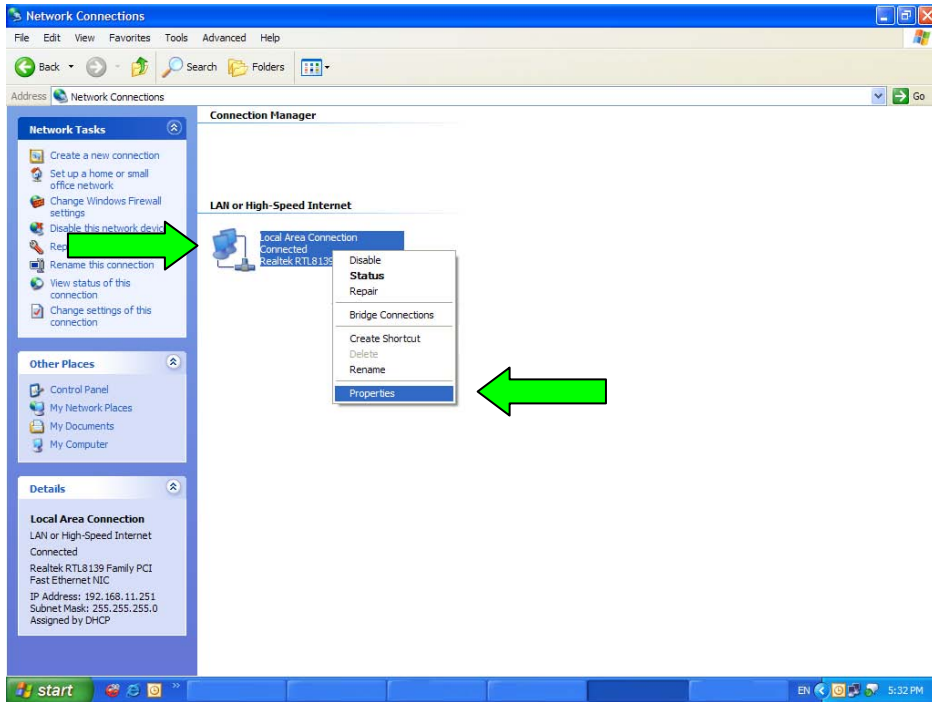 Network Connections
File Edit View Favorites Tools Advanced Help
Back Search Folders
Address Network Connections Go
Network Tasks
Create a new connection
Set up a home or small
office network
Change Windows Firewall
settings
Disable this network
Rename this connection
View status of this
connection
Change settings of this
connection
Other Places
Control Panel
My Network Places
My Documents
My Computer
Details
Local Area Connection
LAN or High-Speed Internet
Connected
Realtek RTL8139 Family PCI
Fast Ethernet NIC
IP Address: 192.168.11.251
Subnet Mask: 255.255.255.0
Assigned by DHCP
Connection Manager
LAN or High-Speed Internet
Local Area Connection
Connected
Realtek RTL8139
Disable
Status
Repair
Bridge Connections
Create Shortcut
Delete
Rename
Properties
start EN 5:32 PM